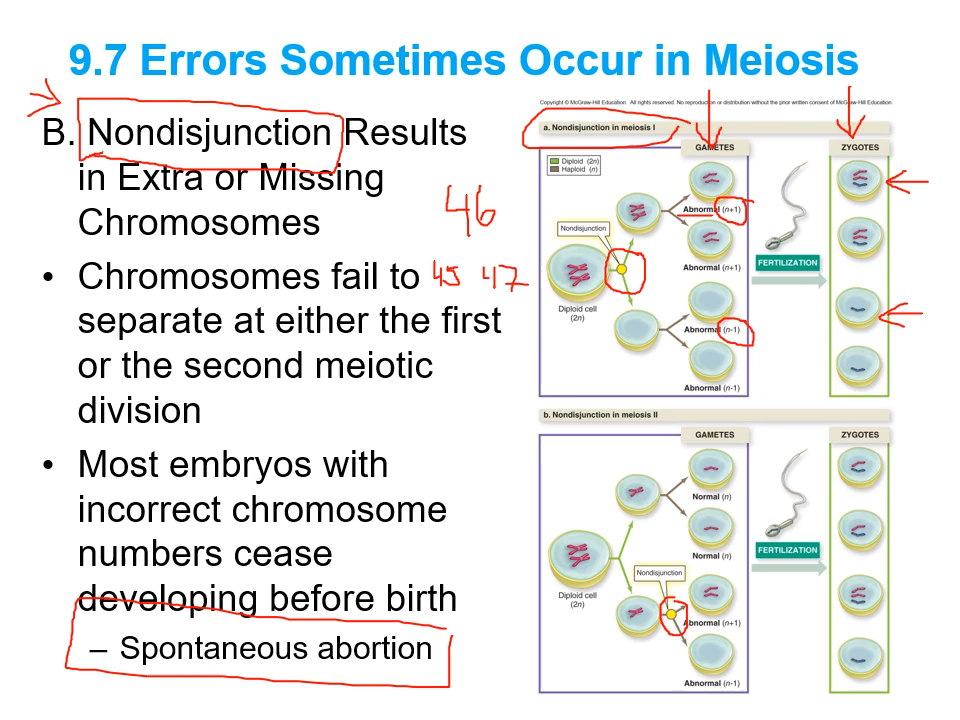 9.7 Errors Sometimes Occur in Meiosis
B. Nondisjunction Results
in Extra or Missing
Chromosomes
46
• Chromosomes fail to
45 47
separate at either the first
or the second meiotic
division
• Most embryos with
incorrect chromosome
numbers cease
developing before birth
– Spontaneous abortion
Copyright © McGraw-Hill Education. All rights reserved. No reproduction or distribution without the prior written consent of McGraw-Hill Education.
a. Nondisjunction in meiosis I
GAMETES
ZYGOTES
Diploid (2n)
Haploid (n)
Abnormal (n+1)
Nondisjunction
Abnormal (n+1)
FERTILIZATION
Diploid cell
(2n)
Abnormal (n-1)
Abnormal (n-1)
b. Nondisjunction in meiosis II
GAMETES
ZYGOTES
Normal (n)
Normal (n)
FERTILIZATION
Nondisjunction
Diploid cell
(2n)
Abnormal (n+1)
Abnormal (n-1)